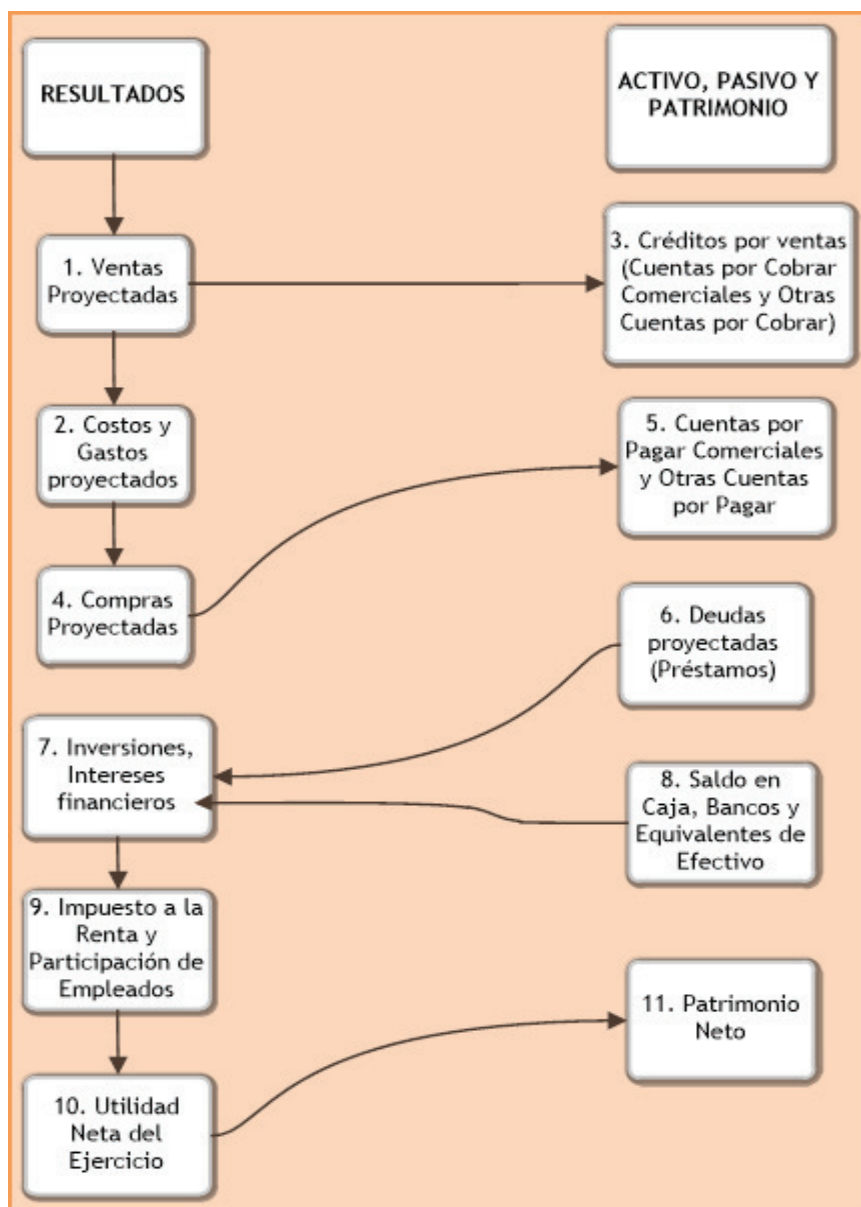 RESULTADOS
ACTIVO, PASIVO Y
PATRIMONIO
1. Ventas
Proyectadas
3. Créditos por ventas
(Cuentas por Cobrar
Comerciales y Otras
Cuentas por Cobrar)
2. Costos y
Gastos
proyectados
5. Cuentas por
Pagar Comerciales
y Otras Cuentas
por Pagar
4. Compras
Proyectadas
6. Deudas
proyectadas
(Préstamos)
7. Inversiones,
Intereses
financieros
8. Saldo en
Caja, Bancos y
Equivalentes de
Efectivo
9. Impuesto a la
Renta y
Participación de
Empleados
11. Patrimonio
Neto
10. Utilidad
Neta del
Ejercicio